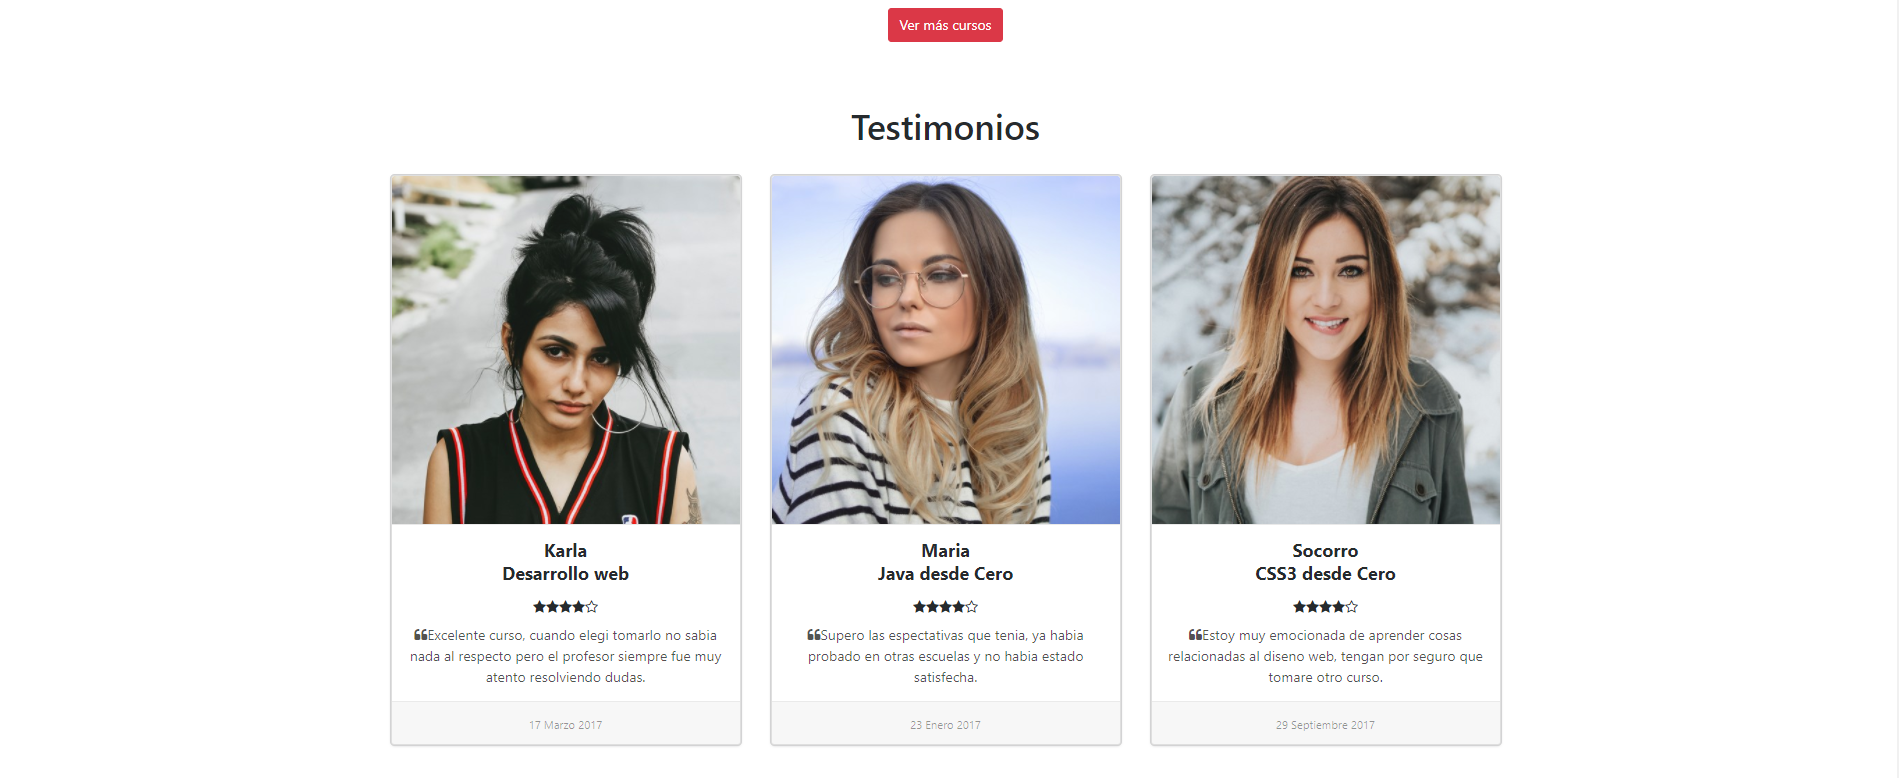 Ver más cursos
Testimonios
Karla
Desarrollo web
Excelente curso, cuando elegi tomarlo no sabia
nada al respecto pero el profesor siempre fue muy
atento resolviendo dudas.
17 Marzo 2017
Maria
Java desde Cero
Supero las espectativas que tenia, ya habia
probado en otras escuelas y no habia estado
satisfecha.
23 Enero 2017
Socorro
CSS3 desde Cero
Estoy muy emocionada de aprender cosas
relacionadas al diseno web, tengan por seguro que
tomare otro curso.
29 Septiembre 2017